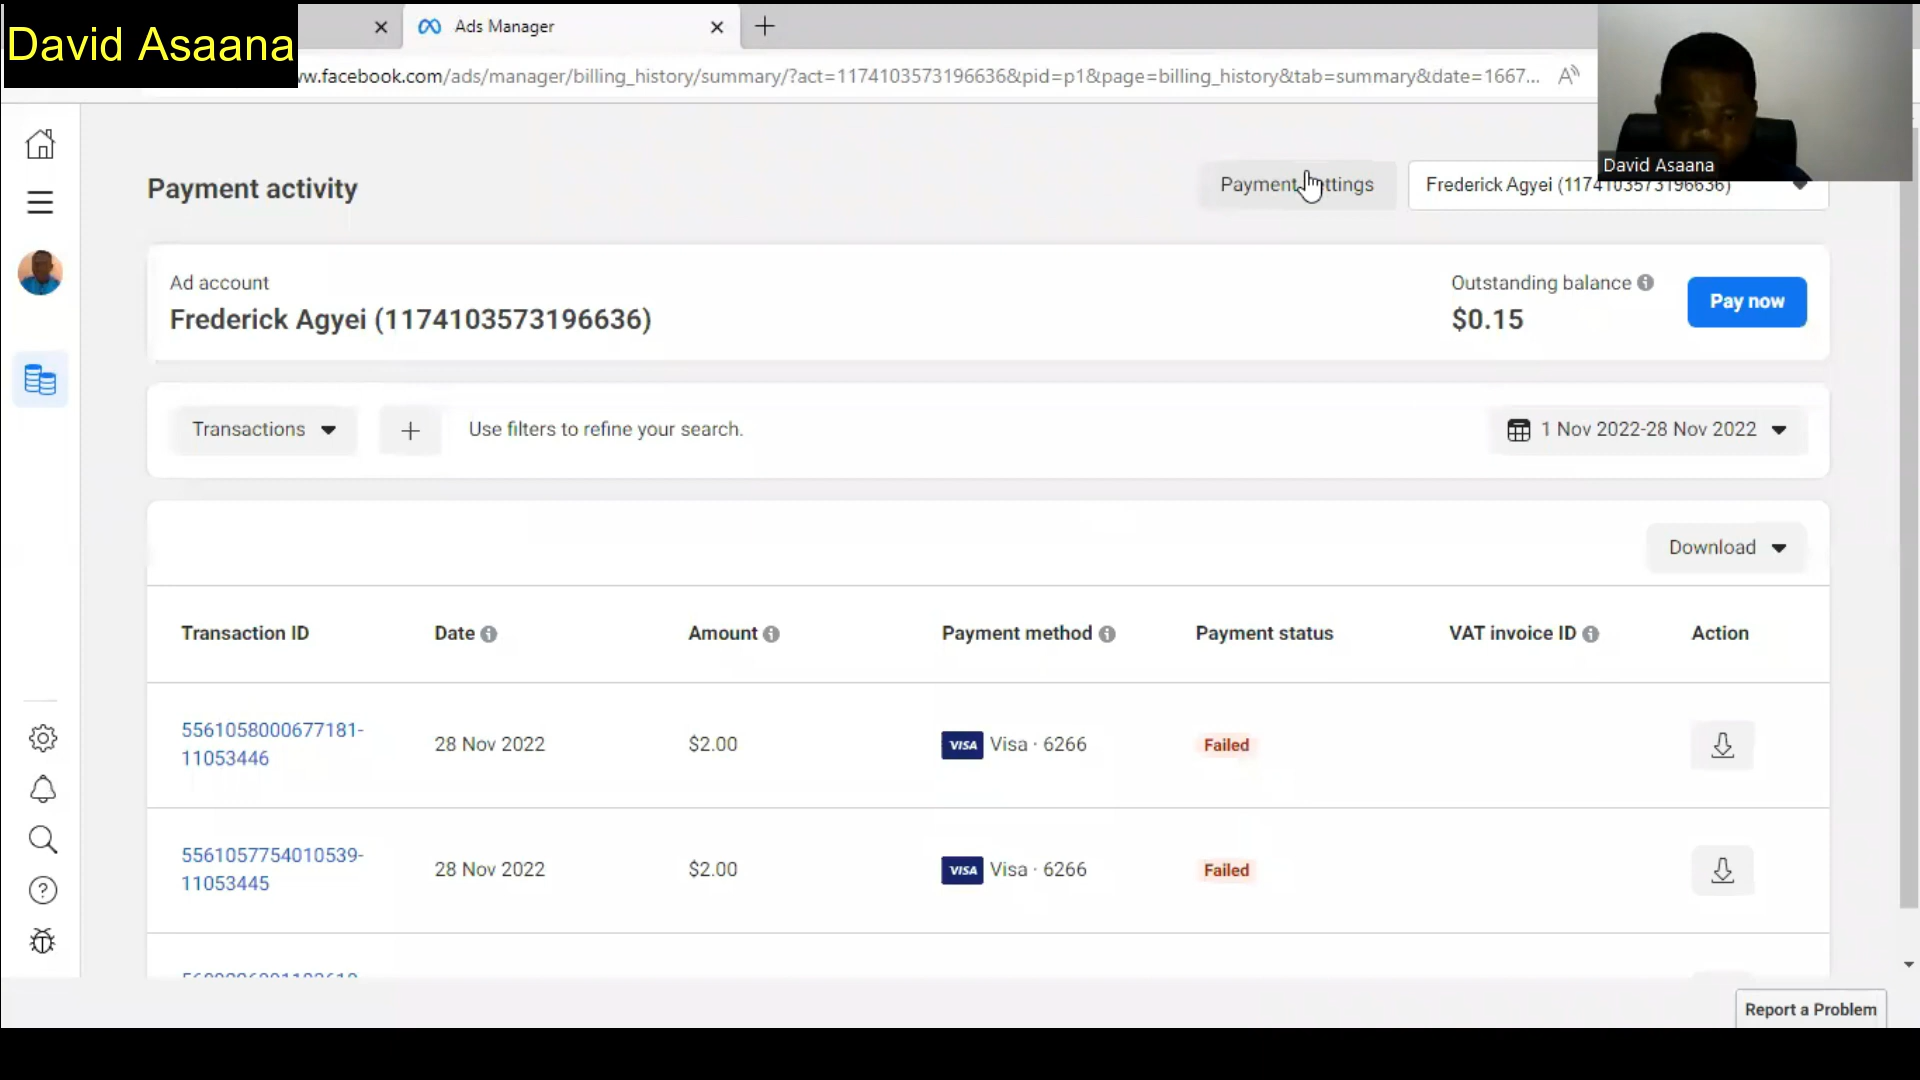 David Asaana
Ads Manager
w.facebook.com/ads/manager/billing_history/summary/?act=1174103573196636&pid=p1&page=billing_history&tab=summary&date=1667...
David Asaana
Payment activity
Payment settings
Frederick Agyei (1174103573196636)
Ad account
Frederick Agyei (1174103573196636)
Outstanding balance
$0.15
Pay now
Transactions
Use filters to refine your search.
1 Nov 2022-28 Nov 2022
Download
Transaction ID Date Amount Payment method Payment status VAT invoice ID Action
5561058000677181-
11053446
28 Nov 2022 $2.00 VISA Visa · 6266 Failed
5561057754010539-
11053445
28 Nov 2022 $2.00 VISA Visa · 6266 Failed
Report a Problem